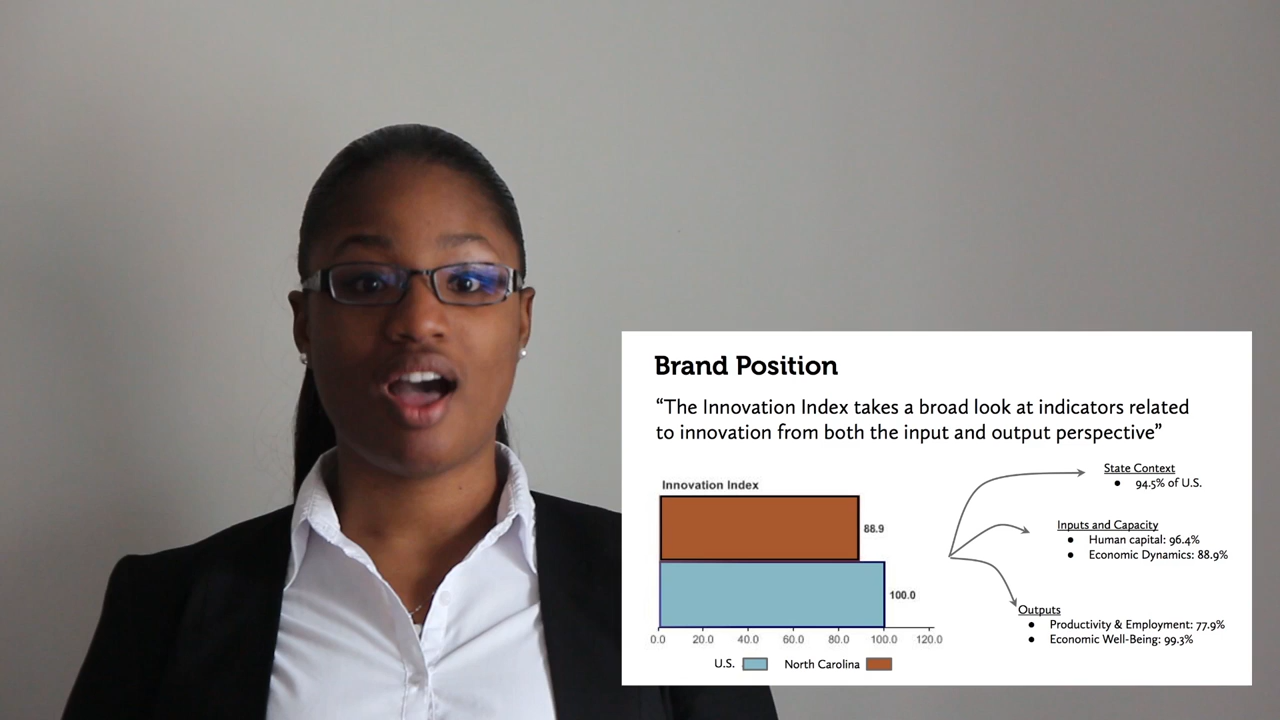 Brand Position
“The Innovation Index takes a broad look at indicators related
to innovation from both the input and output perspective”
Innovation Index
88.9
100.0
0.0 20.0 40.0 60.0 80.0 100.0 120.0
U.S. North Carolina
State Context
● 94.5% of U.S.
Inputs and Capacity
● Human capital: 96.4%
● Economic Dynamics: 88.9%
Outputs
● Productivity & Employment: 77.9%
● Economic Well-Being: 99.3%